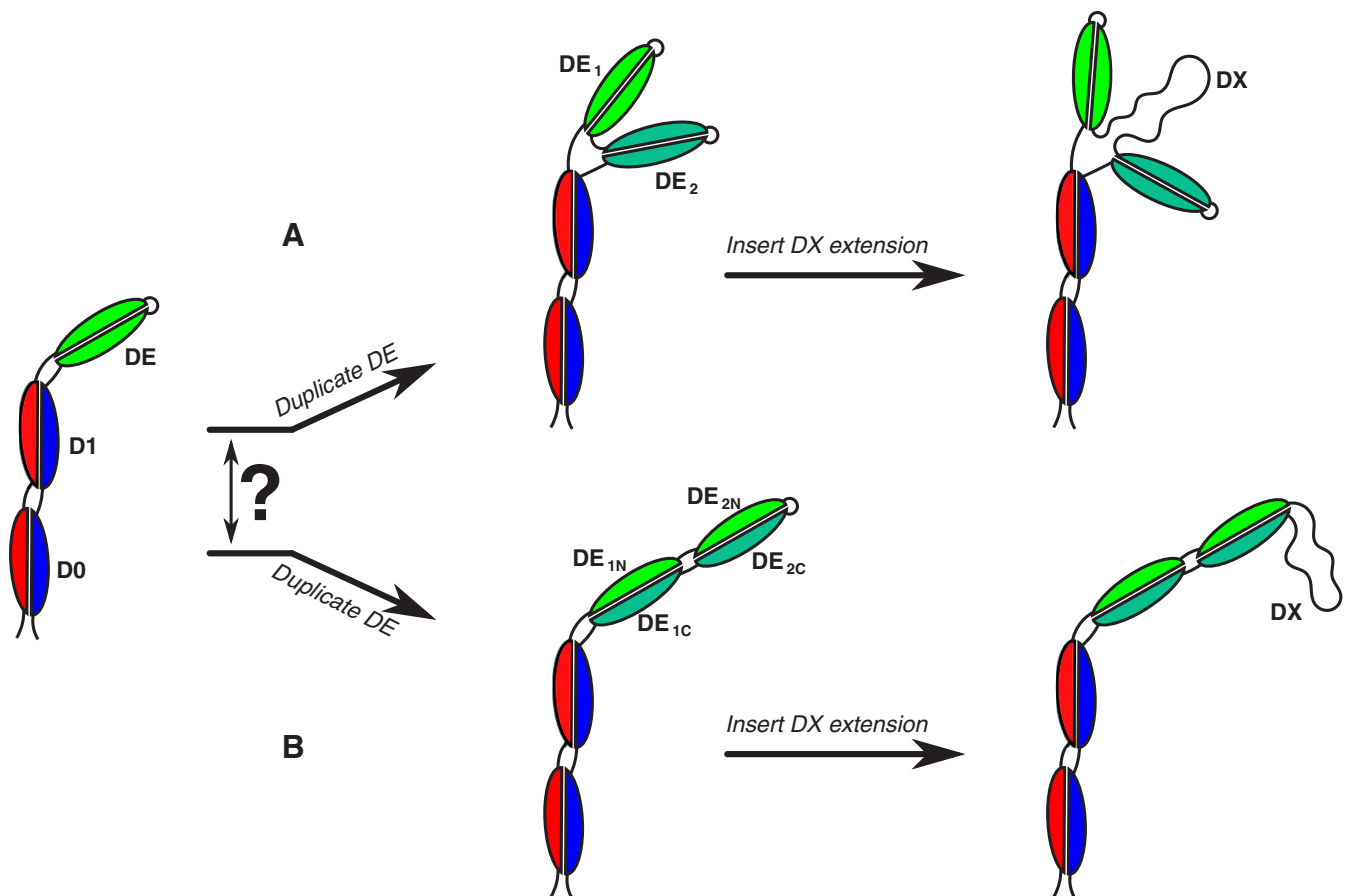 DE
D1
D0
A
Duplicate DE
?
Duplicate DE
B
DE1
DE2
Insert DX extension
DX
DE1N
DE1C
DE2N
DE2C
Insert DX extension
DX